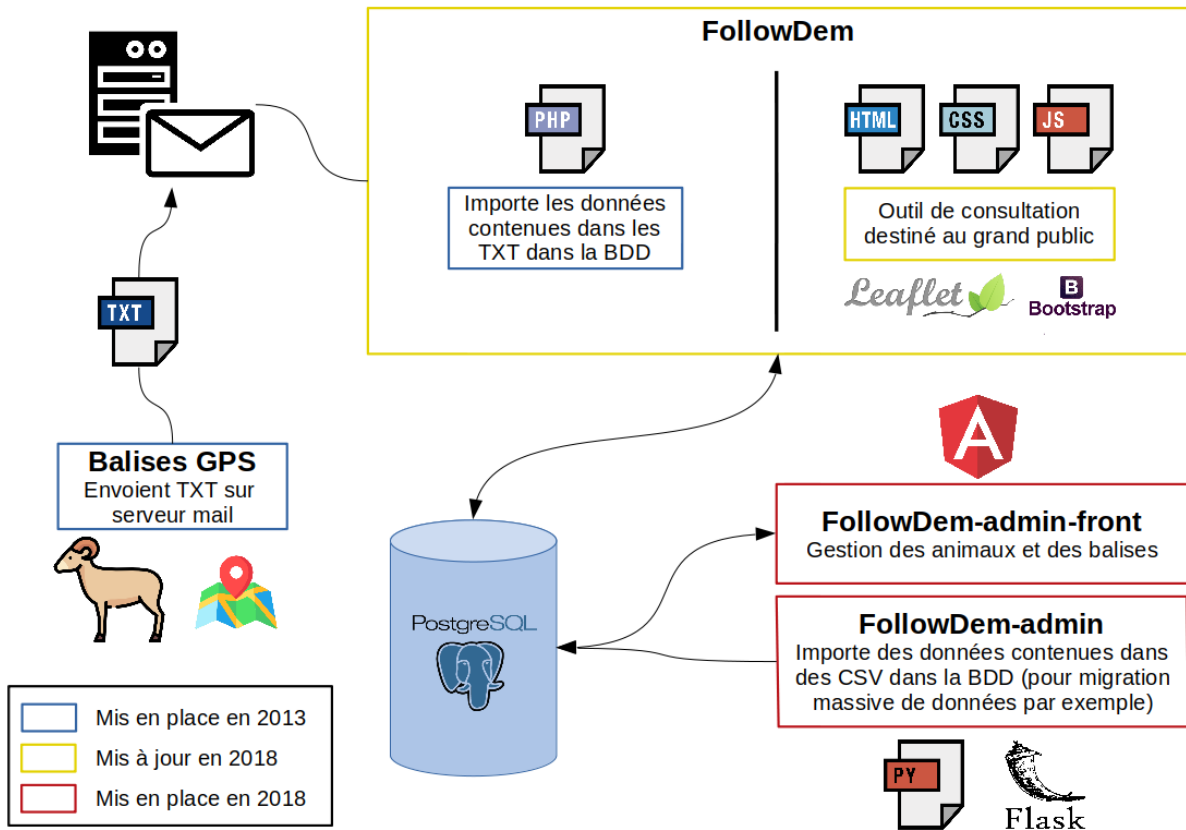 FollowDem
PHP
HTML
CSS
JS
Importe les données
contenues dans les
TXT dans la BDD
Outil de consultation
destiné au grand public
Leaflet
B
Bootstrap
TXT
Balises GPS
Envoient TXT sur
serveur mail
A
FollowDem-admin-front
Gestion des animaux et des balises
FollowDem-admin
Importe des données contenues dans
des CSV dans la BDD (pour migration
massive de données par exemple)
PostgreSQL
Mis en place en 2013
Mis à jour en 2018
Mis en place en 2018
PY
Flask